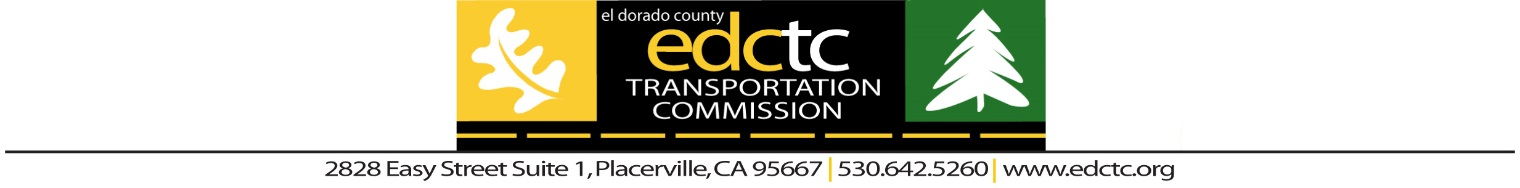 el dorado county
edctc
TRANSPORTATION
COMMISSION
2828 Easy Street Suite 1, Placerville, CA 95667 | 530.642.5260 | www.edctc.org